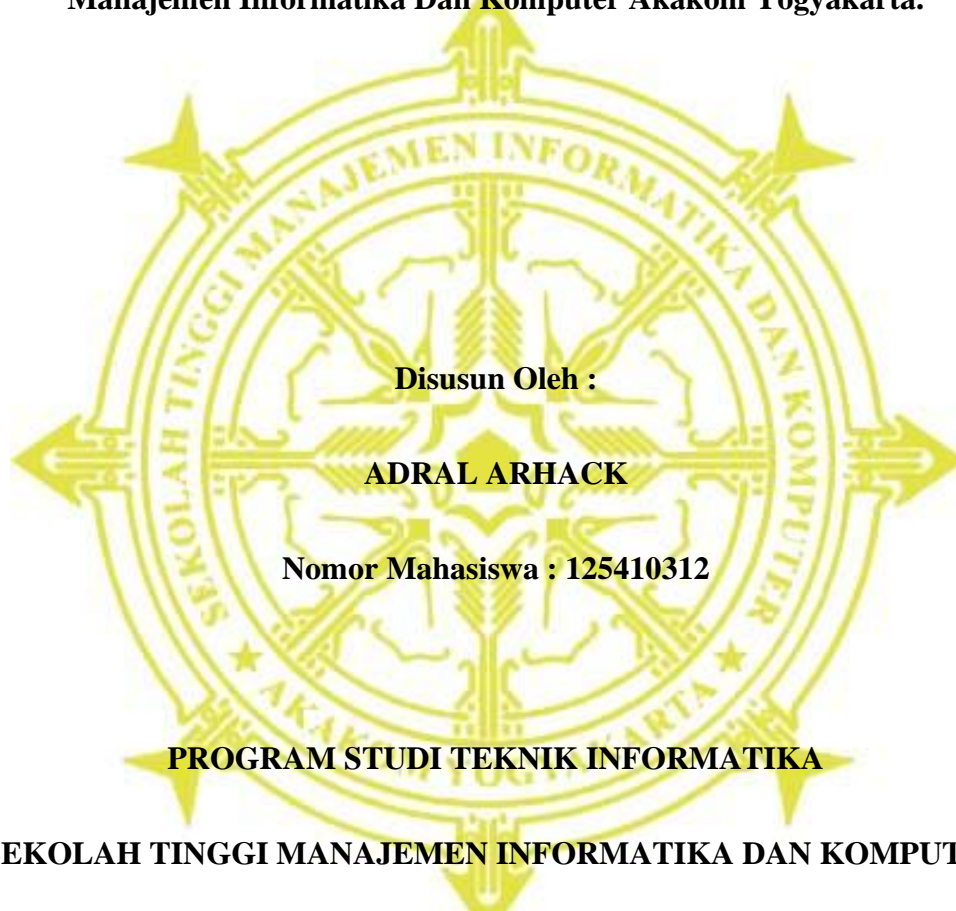 Manajemen Informatika Dan Komputer Akakom Yogyakarta.
SEKOLAH TINGGI MANAJEMEN INFORMATIKA DAN KOMPUTER
Disusun Oleh :
ADRAL ARHACK
Nomor Mahasiswa : 125410312
★ AKAKOM YOGYAKARTA ★
PROGRAM STUDI TEKNIK INFORMATIKA
EKOLAH TINGGI MANAJEMEN INFORMATIKA DAN KOMPUT